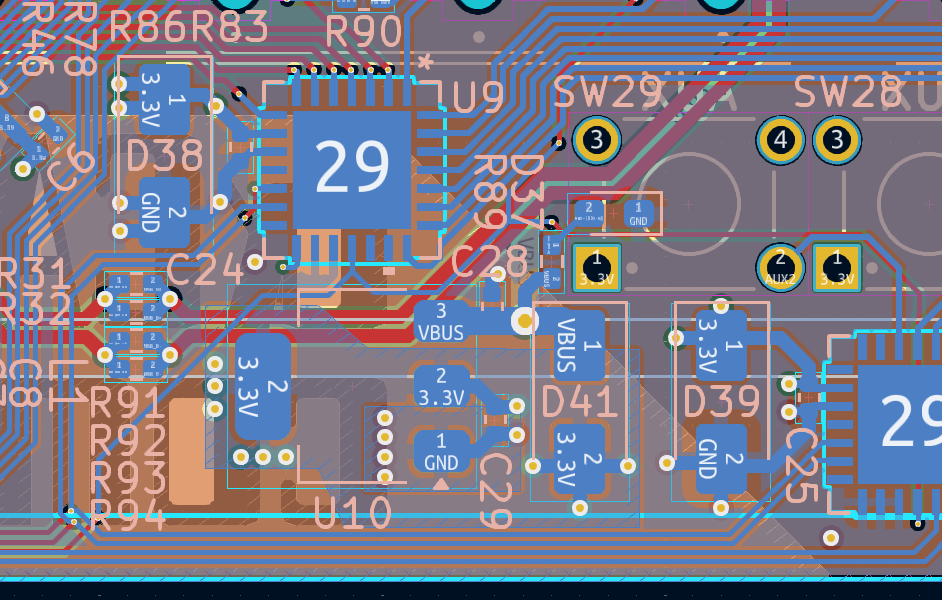 R86 R83
R90
R78
R46
*
U9
SW29
SW28
1
3.3V
D38
GND
2
29
3
4
3
R89
D37
2
1
GND
1
3.3V
2
AUX2
1
3.3V
R31
R32
C24
C28
3
VBUS
2
3.3V
1
GND
2
3.3V
VBUS
1
D41
3.3V
2
3.3V
1
D39
GND
2
29
C8
L1
R91
R92
R93
R94
U10
C29
C25